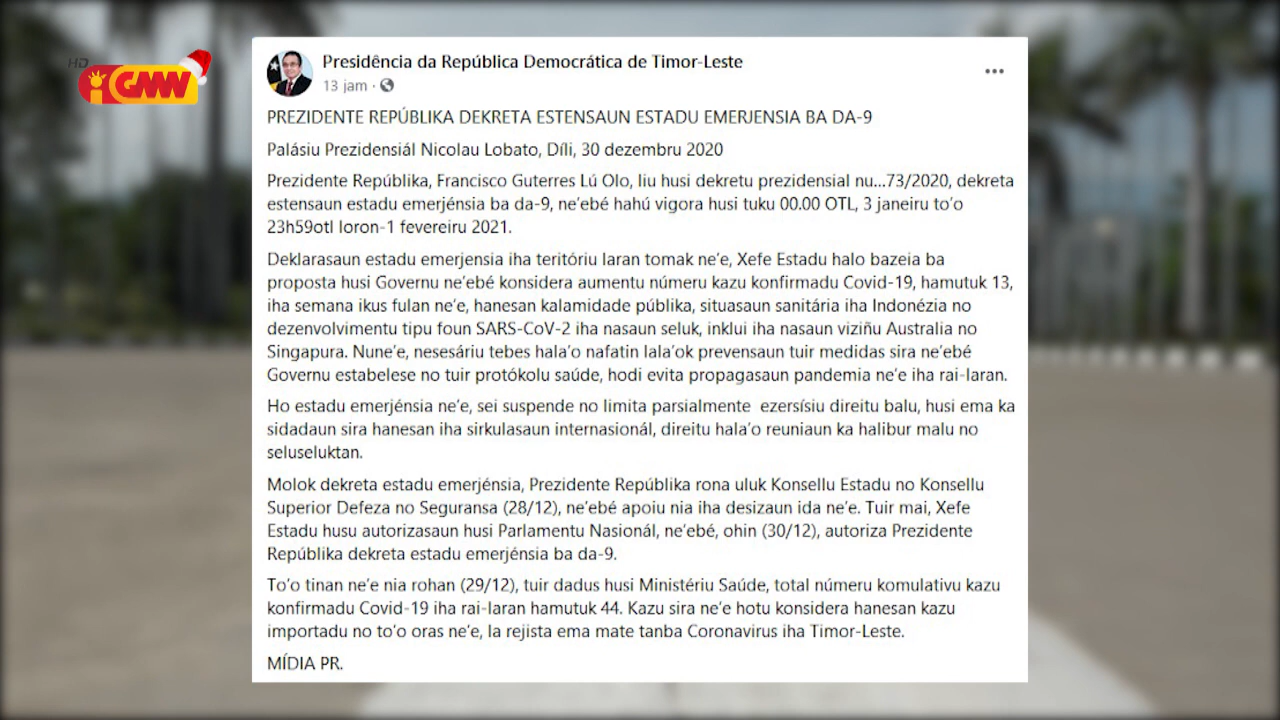 HD
GMN
Presidência da República Democrática de Timor-Leste
13 jam ·
PREZIDENTE REPÚBLIKA DEKRETA ESTENSAUN ESTADU EMERJENSIA BA DA-9
Palásiu Prezidensiál Nicolau Lobato, Díli, 30 dezembru 2020
Prezidente Repúblika, Francisco Guterres Lú Olo, liu husi dekretu prezidensial nu...73/2020, dekreta
estensaun estadu emerjénsia ba da-9, ne’ebé hahú vigora husi tuku 00.00 OTL, 3 janeiru to’o
23h59otl loron-1 fevereiru 2021.
Deklarasaun estadu emerjensia iha teritóriu laran tomak ne’e, Xefe Estadu halo bazeia ba
proposta husi Governu ne’ebé konsidera aumentu númeru kazu konfirmadu Covid-19, hamutuk 13,
iha semana ikus fulan ne’e, hanesan kalamidade públika, situasaun sanitária iha Indonézia no
dezenvolvimentu tipu foun SARS-CoV-2 iha nasaun seluk, inklui iha nasaun viziñu Australia no
Singapura. Nune’e, nesesáriu tebes hala’o nafatin lala’ok prevensaun tuir medidas sira ne’ebé
Governu estabelese no tuir protókolu saúde, hodi evita propagasaun pandemia ne’e iha rai-laran.
Ho estadu emerjénsia ne’e, sei suspende no limita parsialmente ezersísiu direitu balu, husi ema ka
sidadaun sira hanesan iha sirkulasaun internasionál, direitu hala’o reuniaun ka halibur malu no
seluseluktan.
Molok dekreta estadu emerjénsia, Prezidente Repúblika rona uluk Konsellu Estadu no Konsellu
Superior Defeza no Seguransa (28/12), ne’ebé apoiu nia iha desizaun ida ne’e. Tuir mai, Xefe
Estadu husu autorizasaun husi Parlamentu Nasionál, ne’ebé, ohin (30/12), autoriza Prezidente
Repúblika dekreta estadu emerjénsia ba da-9.
To’o tinan ne’e nia rohan (29/12), tuir dadus husi Ministériu Saúde, total númeru komulativu kazu
konfirmadu Covid-19 iha rai-laran hamutuk 44. Kazu sira ne’e hotu konsidera hanesan kazu
importadu no to’o oras ne’e, la rejista ema mate tanba Coronavirus iha Timor-Leste.
MÍDIA PR.